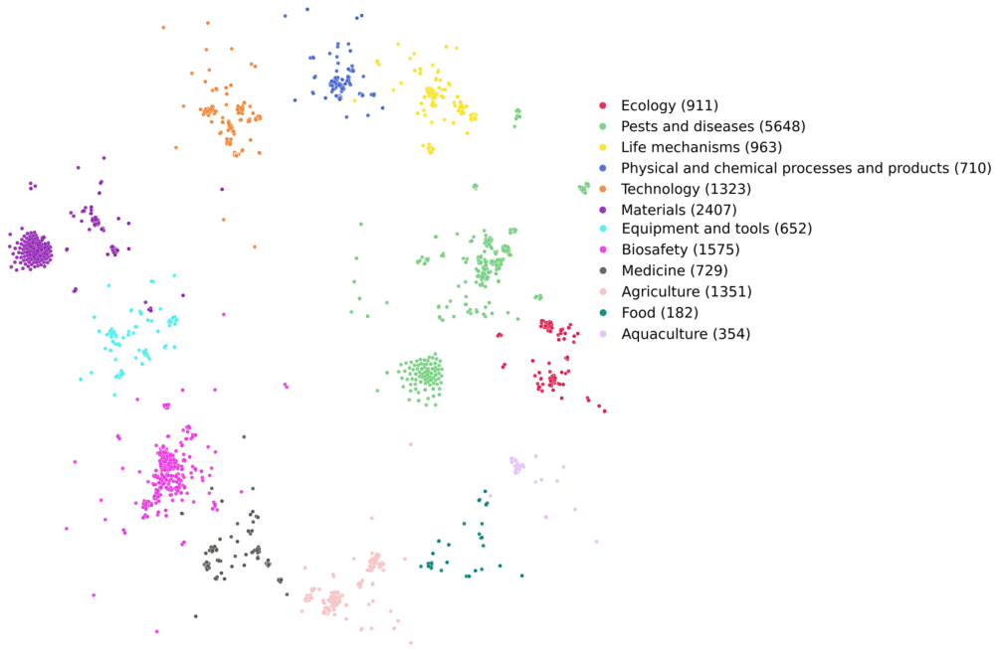 Ecology (911)
Pests and diseases (5648)
Life mechanisms (963)
Physical and chemical processes and products (710)
Technology (1323)
Materials (2407)
Equipment and tools (652)
Biosafety (1575)
Medicine (729)
Agriculture (1351)
Food (182)
Aquaculture (354)